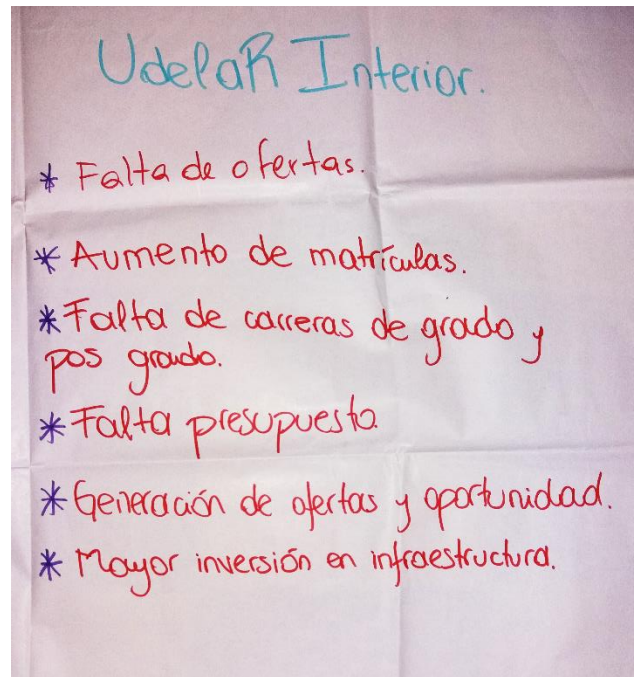 UdelaR Interior.
* Falta de ofertas.
* Aumento de matrículas.
* Falta de carreras de grado y
pos grado.
* Falta presupuesto.
* Generación de ofertas y oportunidad.
* Mayor inversión en infraestructura.